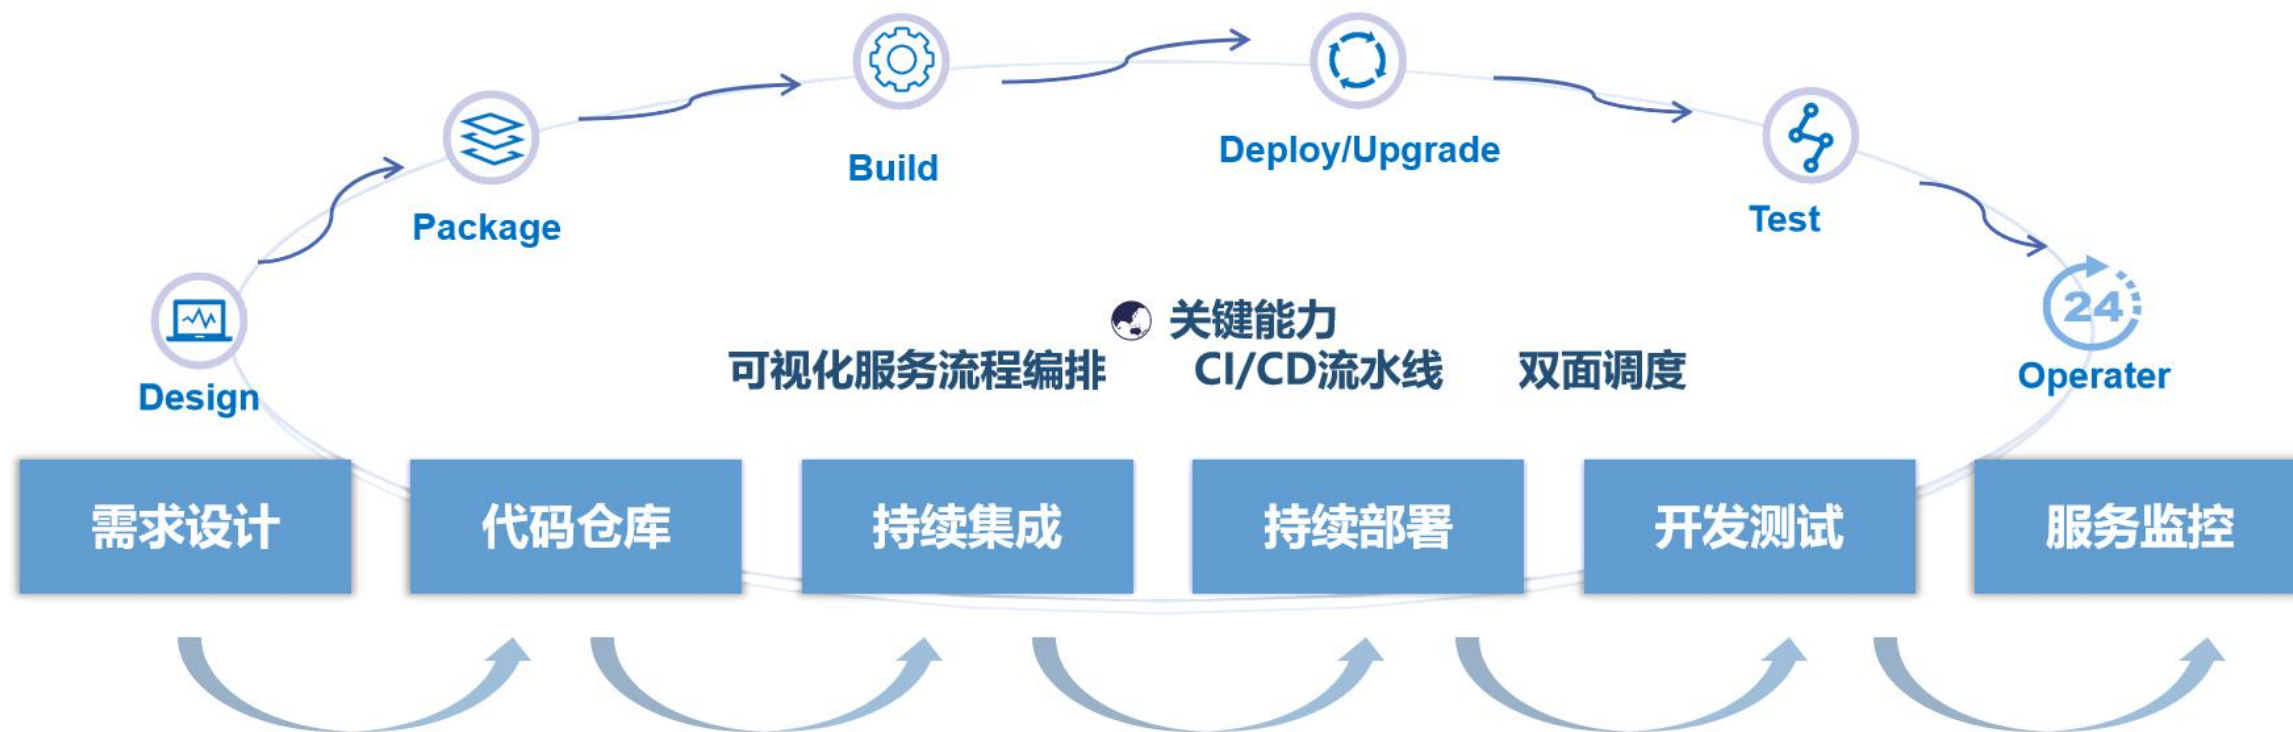 Build
Deploy/Upgrade
Package
Test
Design
24
Operater
关键能力
可视化服务流程编排 CI/CD流水线 双面调度
需求设计
代码仓库
持续集成
持续部署
开发测试
服务监控